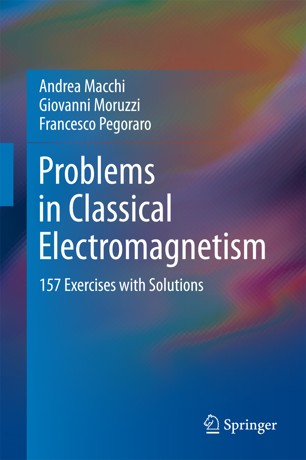 Andrea Macchi
Giovanni Moruzzi
Francesco Pegoraro
Problems
in Classical
Electromagnetism
157 Exercises with Solutions
Springer